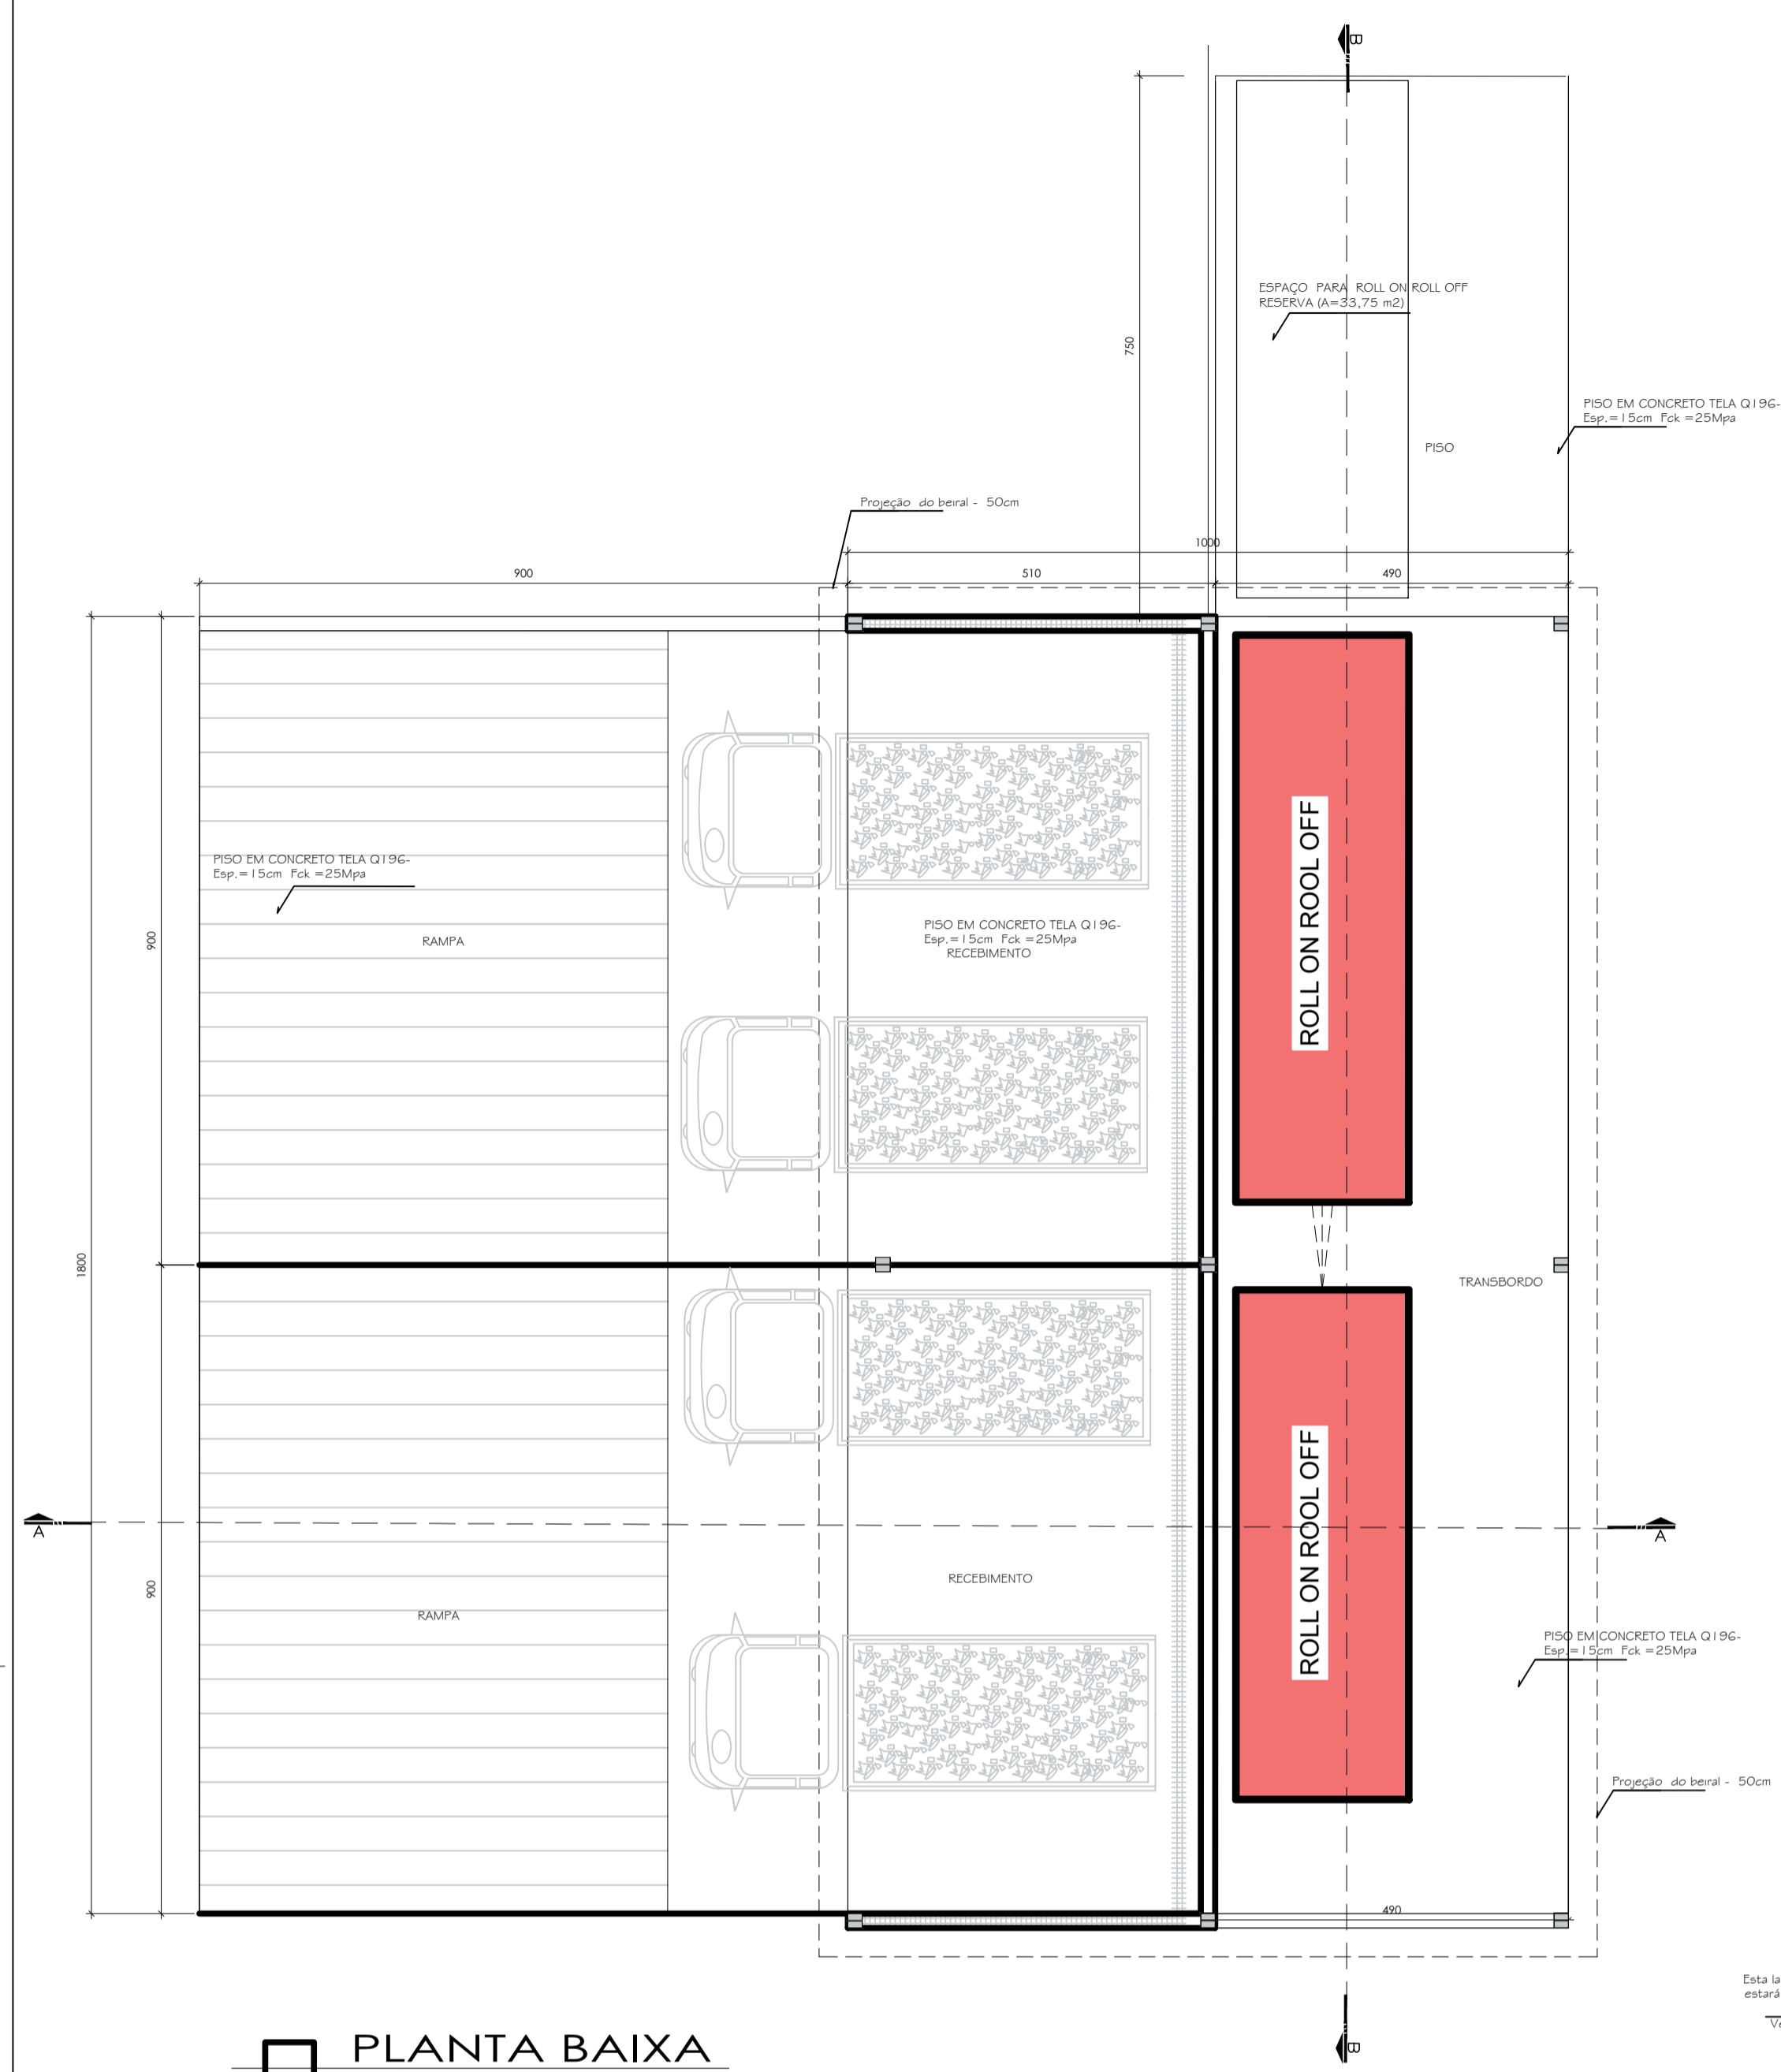 B
ESPAÇO PARA ROLL ON ROLL OFF
RESERVA (A=33,75 m2)
750
PISO EM CONCRETO TELA Q196-
Esp.=15cm Fck =25Mpa
PISO
Projeção do beiral - 50cm
1000
900
510
490
PISO EM CONCRETO TELA Q196-
Esp.=15cm Fck =25Mpa
RAMPA
900
PISO EM CONCRETO TELA Q196-
Esp.=15cm Fck =25Mpa
RECEBIMENTO
ROLL ON ROOL OFF
1800
TRANSBORDO
A
A
ROLL ON ROOL OFF
RECEBIMENTO
900
RAMPA
PISO EM CONCRETO TELA Q196-
Esp.=15cm Fck =25Mpa
Projeção do beiral - 50cm
490
Esta la
estará
Ve
B
PLANTA BAIXA